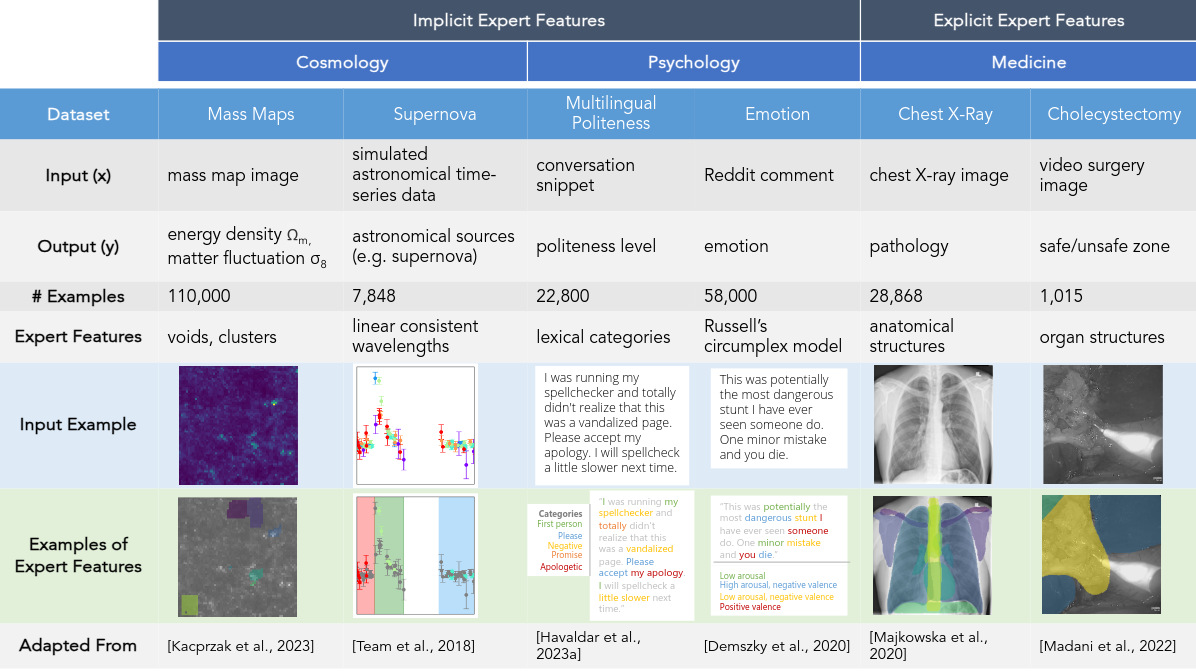 Implicit Expert Features
Explicit Expert Features
Cosmology
Psychology
Medicine
Dataset
Mass Maps
Supernova
Multilingual
Politeness
Emotion
Chest X-Ray
Cholecystectomy
Input (x)
mass map image
simulated
astronomical time-
series data
conversation
snippet
Reddit comment
chest X-ray image
video surgery
image
Output (y)
energy density Ωm,
matter fluctuation σ8
astronomical sources
(e.g. supernova)
politeness level
emotion
pathology
safe/unsafe zone
# Examples
110,000
7,848
22,800
58,000
28,868
1,015
Expert Features
voids, clusters
linear consistent
wavelengths
lexical categories
Russell’s
circumplex model
anatomical
structures
organ structures
Input Example
I was running my
spellchecker and totally
didn't realize that this
was a vandalized page.
Please accept my
apology. I will spellcheck
a little slower next time.
This was potentially
the most dangerous
stunt I have ever
seen someone do.
One minor mistake
and you die.
Examples of
Expert Features
Categories
First person
Please
Negative
Promise
Apologetic
"I was running my
spellchecker and
totally didn't
realize that this
was a vandalized
page. Please
accept my apology.
I will spellcheck a
little slower next
time."
"This was potentially the
most dangerous stunt I
have ever seen someone
do. One minor mistake
and you die."
Low arousal
High arousal, negative valence
Low arousal, negative valence
Positive valence
Adapted From
[Kacprzak et al., 2023]
[Team et al., 2018]
[Havaldar et al.,
2023a]
[Demszky et al., 2020]
[Majkowska et al.,
2020]
[Madani et al., 2022]